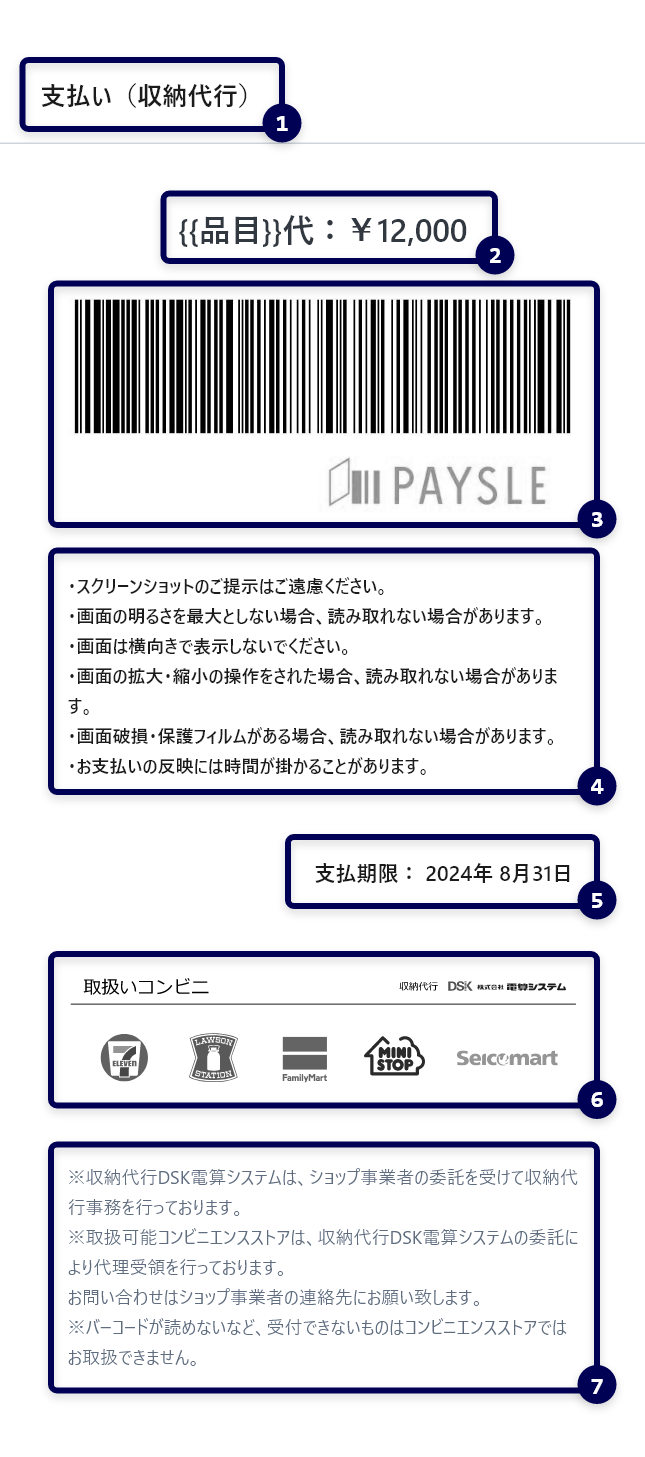 支払い（収納代行）
1
{{品目}}代：￥12,000
2
PAYSLE
3
・スクリーンショットのご提示はご遠慮ください。
・画面の明るさを最大としない場合、読み取れない場合があります。
・画面は横向きで表示しないでください。
・画面の拡大・縮小の操作をされた場合、読み取れない場合がありま
す。
・画面破損・保護フィルムがある場合、読み取れない場合があります。
・お支払いの反映には時間が掛かることがあります。
4
支払期限： 2024年 8月31日
5
取扱いコンビニ 収納代行 DSK 株式会社 電算システム
7 ELEVEN LAWSON STATION FamilyMart MINI STOP Seicomart
6
※収納代行DSK電算システムは、ショップ事業者の委託を受けて収納代
行事務を行っております。
※取扱可能コンビニエンスストアは、収納代行DSK電算システムの委託に
より代理受領を行っております。
お問い合わせはショップ事業者の連絡先にお願い致します。
※バーコードが読めないなど、受付できないものはコンビニエンスストアでは
お取扱できません。
7